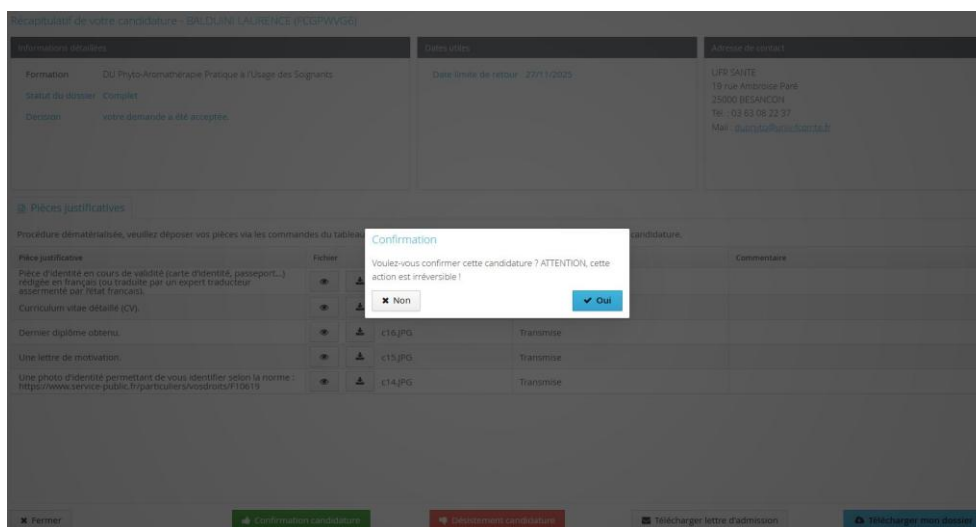 Récapitulatif de votre candidature - BALDUINI LAURENCE (FCGPWVG6)
Informations détaillées
Dates utiles
Adresse de contact
Formation DU Phyto-Aromathérapie Pratique à l'Usage des Soignants
Statut du dossier Complet
Décision votre demande a été acceptée.
Date limite de retour 27/11/2025
UFR SANTE
19 rue Ambroise Paré
25000 BESANCON
Tél. : 03 63 08 22 37
Mail :
Pièces justificatives
Procédure dématérialisée, veuillez déposer vos pièces via les commandes du tableau
candidature.
Pièce justificative Fichier Commentaire
Pièce d'identité en cours de validité (carte d'identité, passeport...)
rédigée en français (ou traduite par un expert traducteur
assermenté par l'état français).
Curriculum vitae détaillé (CV).
Dernier diplôme obtenu. c16.JPG Transmise
Une lettre de motivation. c15.JPG Transmise
Une photo d'identité permettant de vous identifier selon la norme :
https://www.service-public.fr/particuliers/vosdroits/F10619
c14.JPG Transmise
Confirmation
Voulez-vous confirmer cette candidature ? ATTENTION, cette
action est irréversible !
Non
Oui
Fermer
Confirmation candidature
Désistement candidature
Télécharger lettre d'admission
Télécharger mon dossier